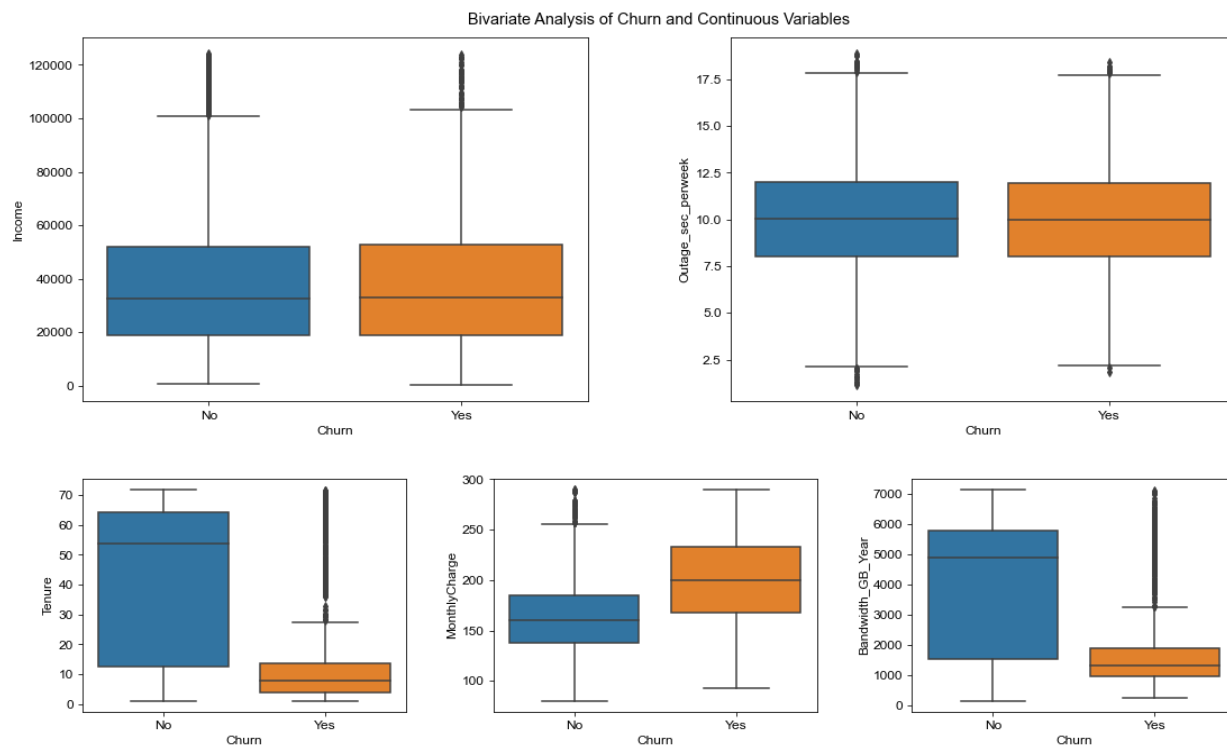 Bivariate Analysis of Churn and Continuous Variables
Income
120000
100000
80000
60000
40000
20000
0
No
Yes
Churn
Outage_sec_perweek
17.5
15.0
12.5
10.0
7.5
5.0
2.5
No
Yes
Churn
Tenure
70
60
50
40
30
20
10
0
No
Yes
Churn
MonthlyCharge
300
250
200
150
100
No
Yes
Churn
Bandwidth_GB_Year
7000
6000
5000
4000
3000
2000
1000
0
No
Yes
Churn